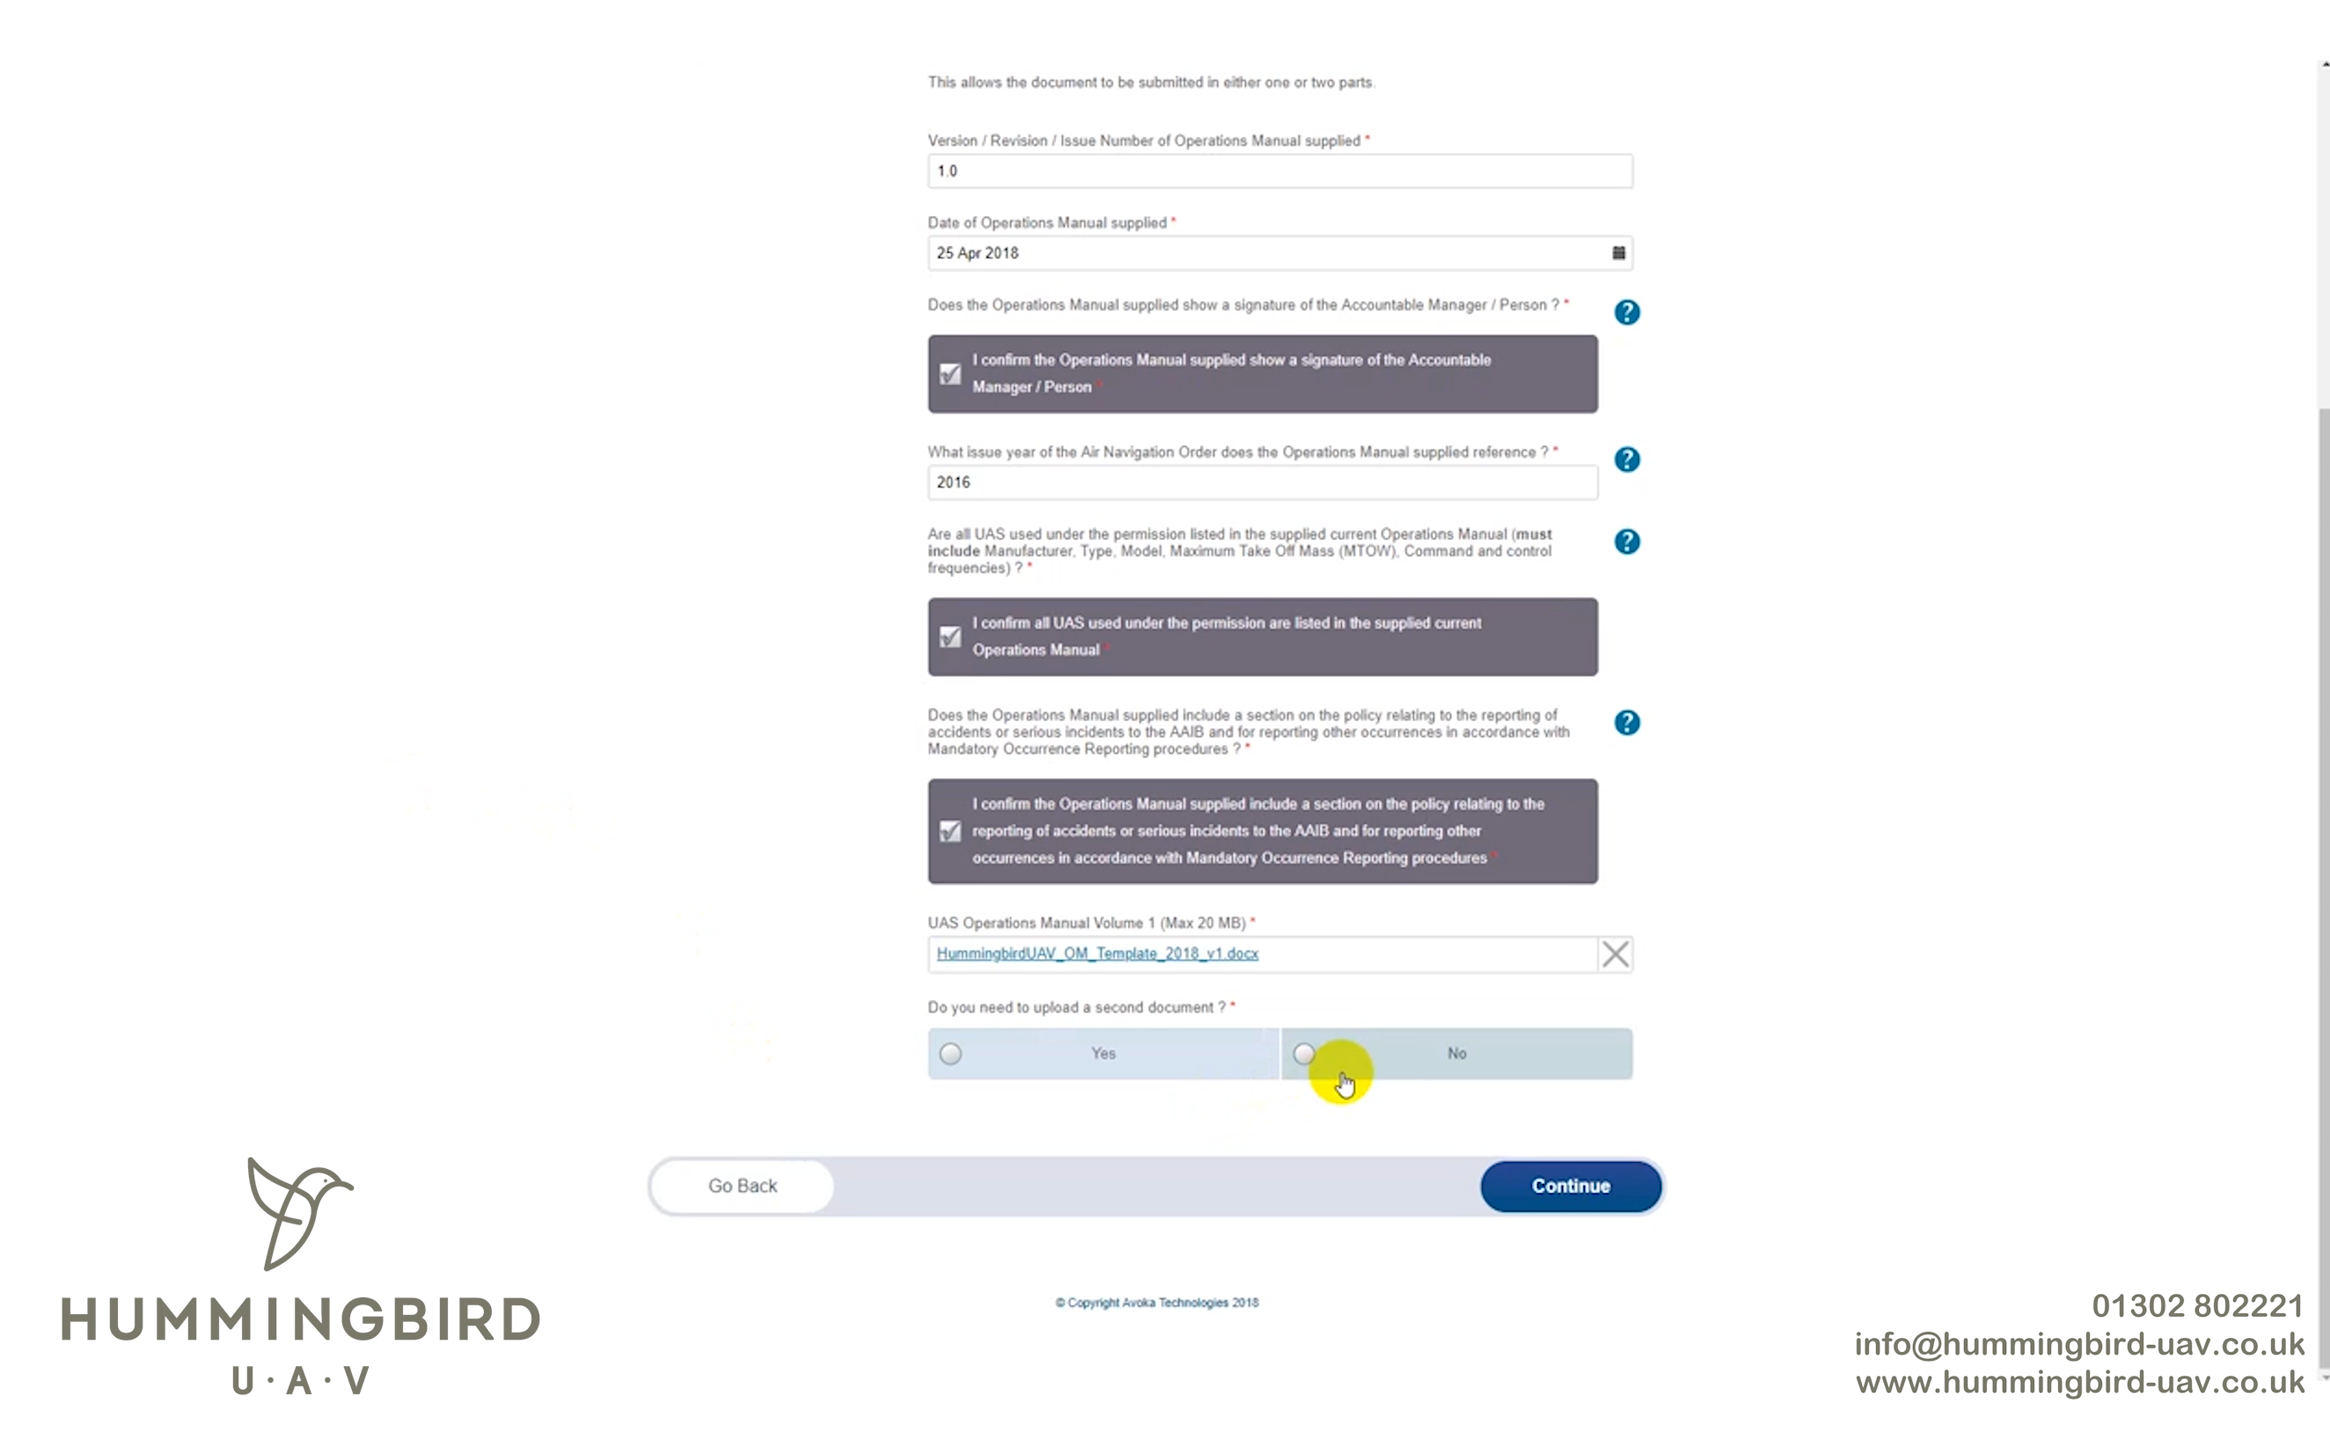 This allows the document to be submitted in either one or two parts.
Version / Revision / Issue Number of Operations Manual supplied *
1.0
Date of Operations Manual supplied *
25 Apr 2018
Does the Operations Manual supplied show a signature of the Accountable Manager / Person ? *
?
I confirm the Operations Manual supplied show a signature of the Accountable
Manager / Person *
What issue year of the Air Navigation Order does the Operations Manual supplied reference ? *
?
2016
Are all UAS used under the permission listed in the supplied current Operations Manual (must
include Manufacturer, Type, Model, Maximum Take Off Mass (MTOW), Command and control
frequencies) ? *
?
I confirm all UAS used under the permission are listed in the supplied current
Operations Manual *
Does the Operations Manual supplied include a section on the policy relating to the reporting of
accidents or serious incidents to the AAIB and for reporting other occurrences in accordance with
Mandatory Occurrence Reporting procedures ? *
?
I confirm the Operations Manual supplied include a section on the policy relating to the
reporting of accidents or serious incidents to the AAIB and for reporting other
occurrences in accordance with Mandatory Occurrence Reporting procedures *
UAS Operations Manual Volume 1 (Max 20 MB) *
HummingbirdUAV_OM_Template_2018_v1.docx
Do you need to upload a second document ? *
Yes
No
Go Back
Continue
© Copyright Avoka Technologies 2018
HUMMINGBIRD
U·A·V
01302 802221
info@hummingbird-uav.co.uk
www.hummingbird-uav.co.uk